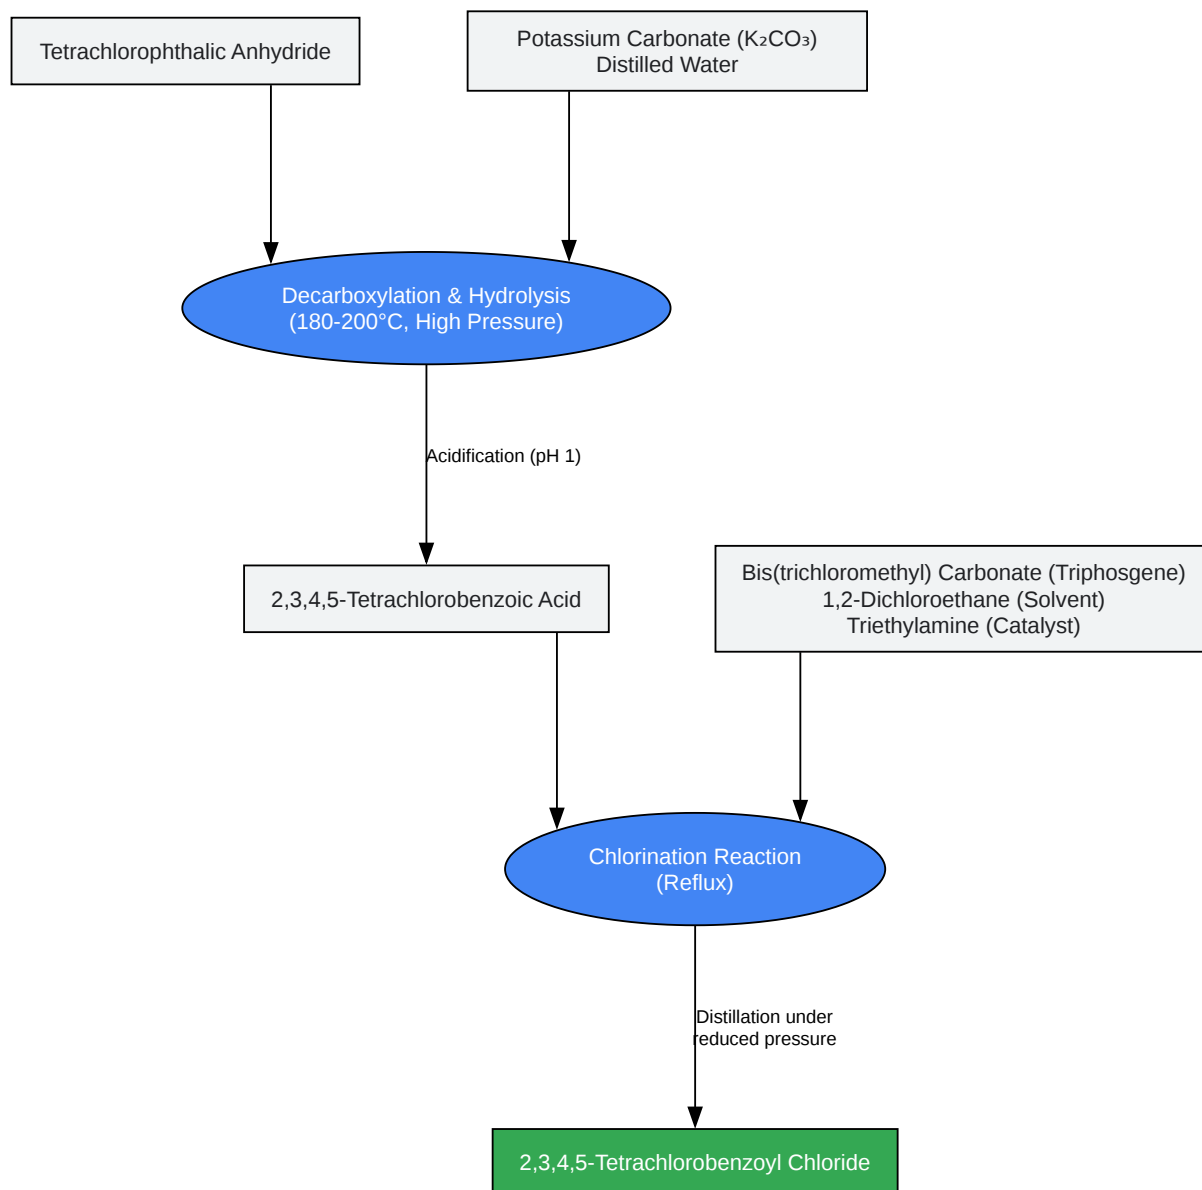 Tetrachlorophthalic Anhydride
Potassium Carbonate (K₂CO₃)
Distilled Water
Decarboxylation & Hydrolysis
(180-200°C, High Pressure)
Acidification (pH 1)
2,3,4,5-Tetrachlorobenzoic Acid
Bis(trichloromethyl) Carbonate (Triphosgene)
1,2-Dichloroethane (Solvent)
Triethylamine (Catalyst)
Chlorination Reaction
(Reflux)
Distillation under
reduced pressure
2,3,4,5-Tetrachlorobenzoyl Chloride